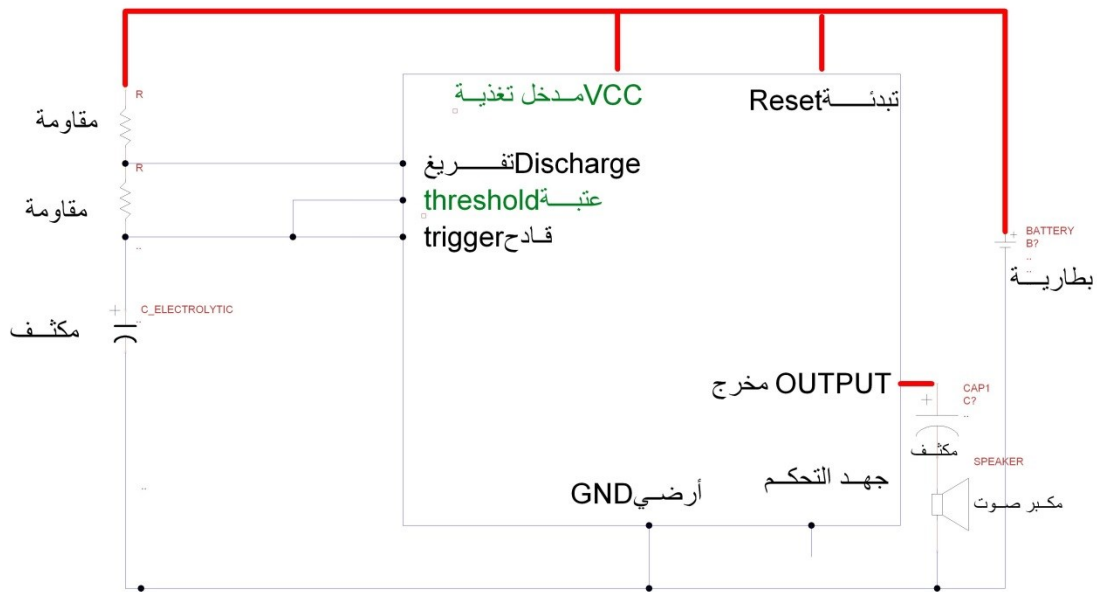 R
مقاومة
VCCمدخل تغذية
تبدئةReset
Dischargeتفريغ
R
مقاومة
thresholdعتبة
triggerقادح
BATTERY
B?
بطارية
C_ELECTROLYTIC
مكثف
OUTPUT مخرج
CAP1
C?
مكثف
SPEAKER
مكبر صوت
جهد التحكم
GNDأرضي